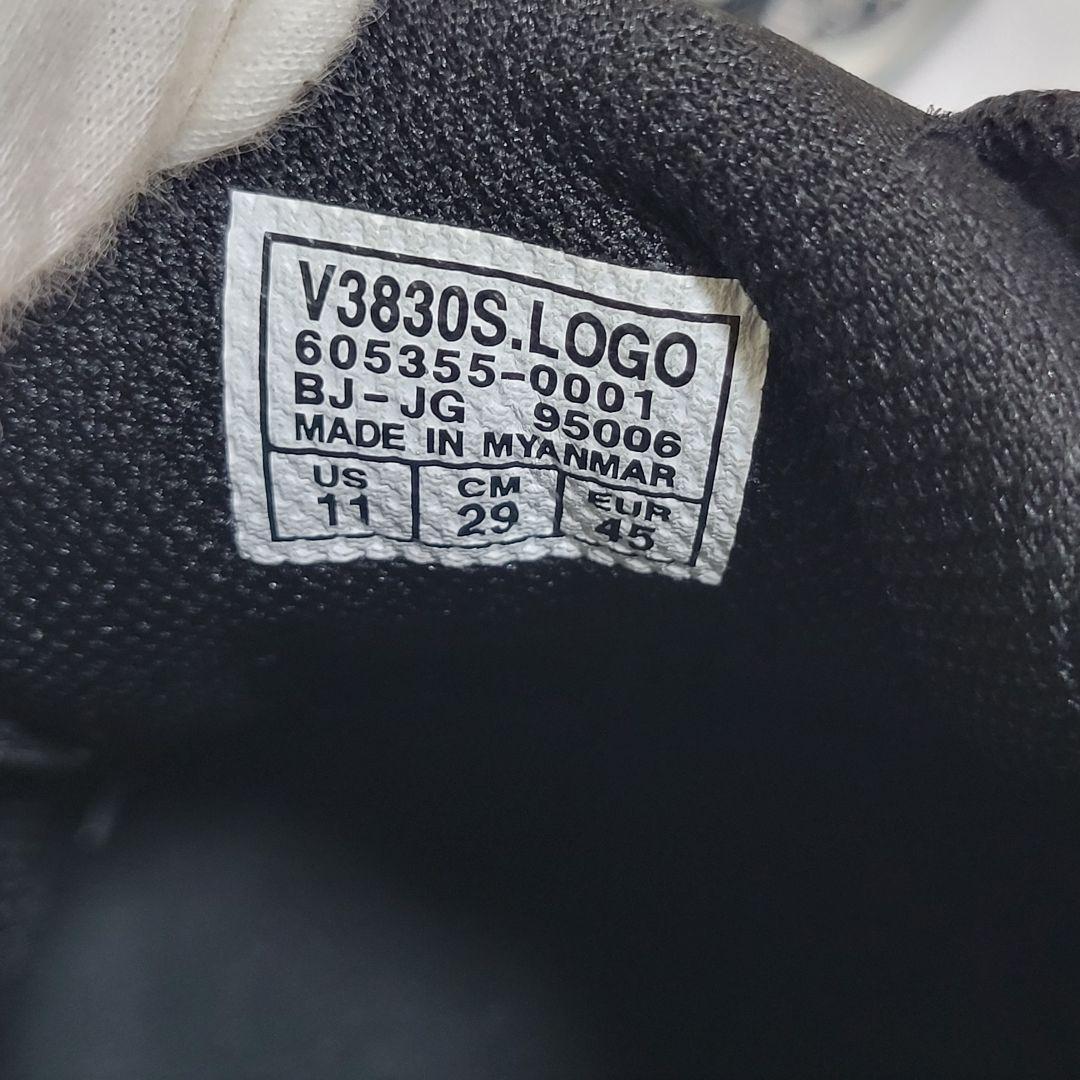 V3830S.LOGO
605355-0001
BJ-JG 95006
MADE IN MYANMAR
US CM EUR
11 29 45